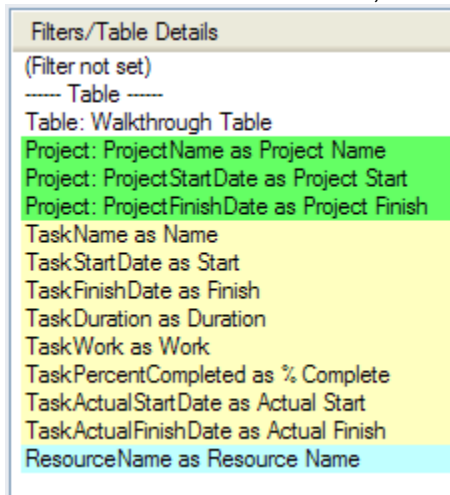 Filters/Table Details
(Filter not set)
------ Table ------
Table: Walkthrough Table
Project: ProjectName as Project Name
Project: ProjectStartDate as Project Start
Project: ProjectFinishDate as Project Finish
TaskName as Name
TaskStartDate as Start
TaskFinishDate as Finish
TaskDuration as Duration
TaskWork as Work
TaskPercentCompleted as % Complete
TaskActualStartDate as Actual Start
TaskActualFinishDate as Actual Finish
ResourceName as Resource Name